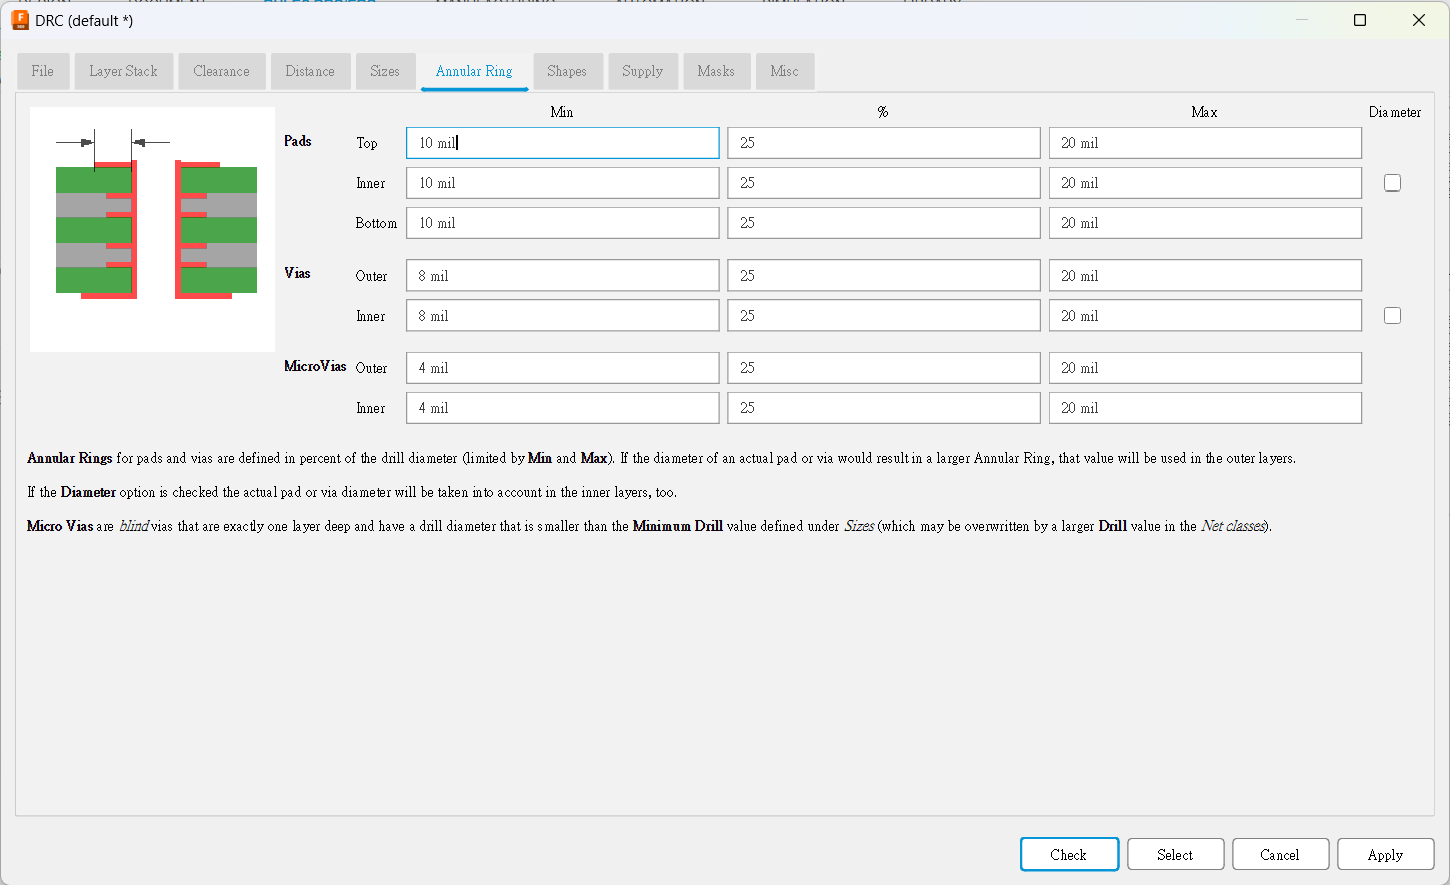 DRC (default *)
File Layer Stack Clearance Distance Sizes Annular Ring Shapes Supply Masks Misc
Min % Max Diameter
Pads Top 10 mil 25 20 mil
Inner 10 mil 25 20 mil
Bottom 10 mil 25 20 mil
Vias Outer 8 mil 25 20 mil
Inner 8 mil 25 20 mil
MicroVias Outer 4 mil 25 20 mil
Inner 4 mil 25 20 mil
Annular Rings for pads and vias are defined in percent of the drill diameter (limited by Min and Max). If the diameter of an actual pad or via would result in a larger Annular Ring, that value will be used in the outer layers.
If the Diameter option is checked the actual pad or via diameter will be taken into account in the inner layers, too.
Micro Vias are blind vias that are exactly one layer deep and have a drill diameter that is smaller than the Minimum Drill value defined under Sizes (which may be overwritten by a larger Drill value in the Net classes).
Check Select Cancel Apply